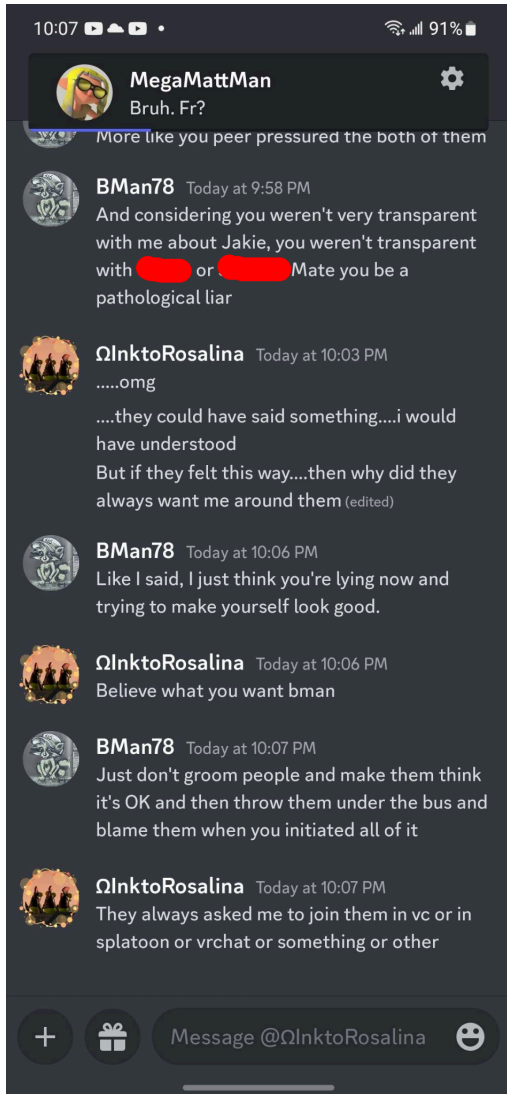 10:07
91%
MegaMattMan
Bruh. Fr?
More like you peer pressured the both of them
BMan78 Today at 9:58 PM
And considering you weren't very transparent
with me about Jakie, you weren't transparent
with or Mate you be a
pathological liar
ΩInktoRosalina Today at 10:03 PM
.....omg
....they could have said something....i would
have understood
But if they felt this way....then why did they
always want me around them (edited)
BMan78 Today at 10:06 PM
Like I said, I just think you're lying now and
trying to make yourself look good.
ΩInktoRosalina Today at 10:06 PM
Believe what you want bman
BMan78 Today at 10:07 PM
Just don't groom people and make them think
it's OK and then throw them under the bus and
blame them when you initiated all of it
ΩInktoRosalina Today at 10:07 PM
They always asked me to join them in vc or in
splatoon or vrchat or something or other
Message @ΩInktoRosalina